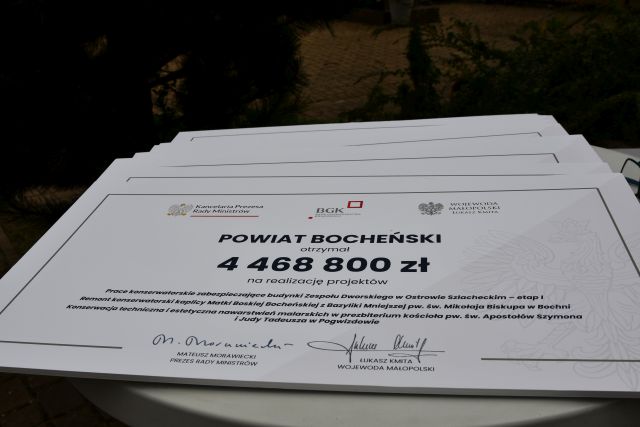 Kancelaria Prezesa
Rady Ministrów
BGK
WOJEWODA
MAŁOPOLSKI
ŁUKASZ KMITA
POWIAT BOCHEŃSKI
otrzymał
4 468 800 zł
na realizację projektów
Prace konserwatorskie zabezpieczające budynki Zespołu Dworskiego w Ostrowie Szlacheckim – etap I
Remont konserwatorski kaplicy Matki Boskiej Bocheńskiej z Bazyliki Mniejszej pw. św. Mikołaja Biskupa w Bochni
Konserwacja techniczna i estetyczna nawarstwień malarskich w prezbiterium kościoła pw. św. Apostołów Szymona
i Judy Tadeusza w Pogwizdowie
MATEUSZ MORAWIECKI
PREZES RADY MINISTRÓW
ŁUKASZ KMITA
WOJEWODA MAŁOPOLSKI